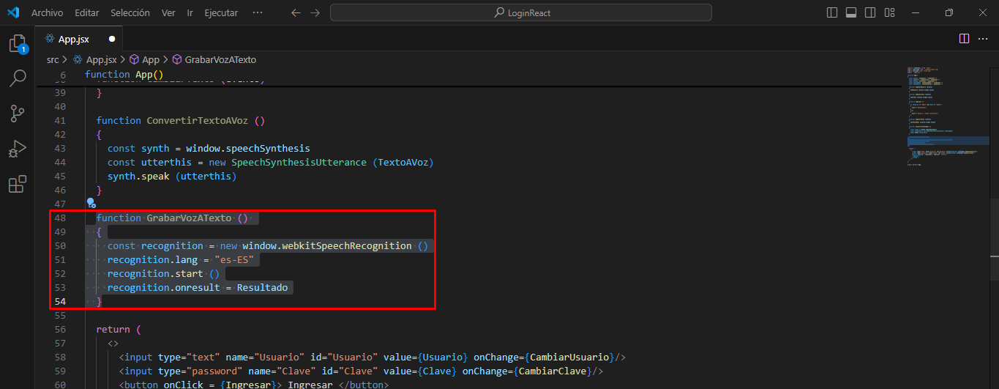 Archivo Editar Selección Ver Ir Ejecutar ··· LoginReact
1 App.jsx
src > App.jsx > App > GrabarVozATexto
6 function App()
39 }
40
41 function ConvertirTextoAVoz ()
42 {
43 const synth = window.speechSynthesis
44 const utterthis = new SpeechSynthesisUtterance (TextoAVoz)
45 synth.speak (utterthis)
46 }
47
48 function GrabarVozATexto ()
49 {
50 const recognition = new window.webkitSpeechRecognition ()
51 recognition.lang = "es-ES"
52 recognition.start ()
53 recognition.onresult = Resultado
54 }
55
56 return (
57 <>
58 <input type="text" name="Usuario" id="Usuario" value={Usuario} onChange={CambiarUsuario}/>
59 <input type="password" name="Clave" id="Clave" value={Clave} onChange={CambiarClave}/>
60 <button onClick = {Ingresar}> Ingresar </button>